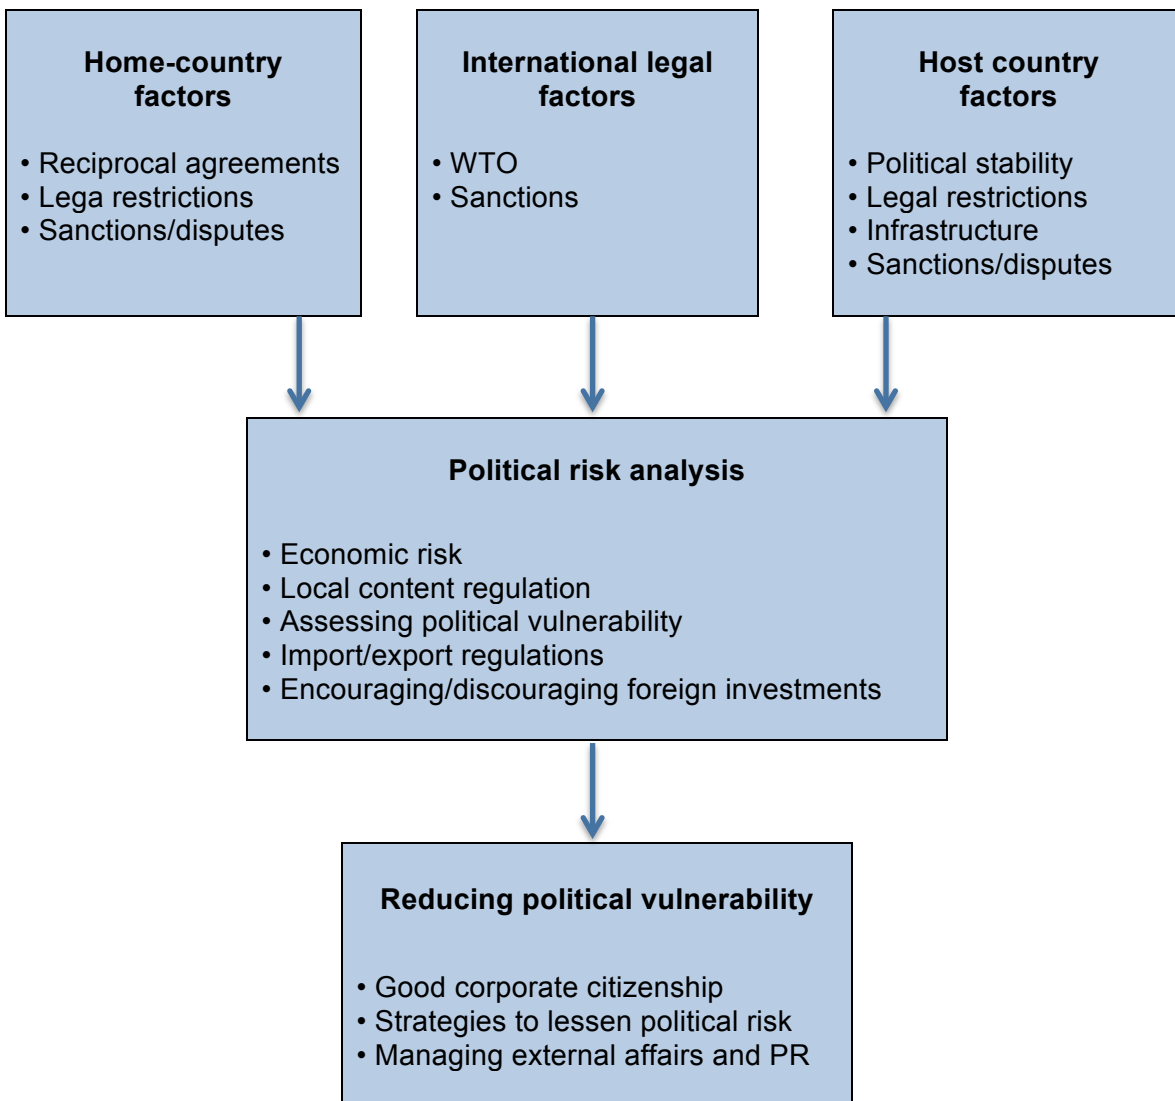 Home-country
factors
• Reciprocal agreements
• Lega restrictions
• Sanctions/disputes
International legal
factors
• WTO
• Sanctions
Host country
factors
• Political stability
• Legal restrictions
• Infrastructure
• Sanctions/disputes
Political risk analysis
• Economic risk
• Local content regulation
• Assessing political vulnerability
• Import/export regulations
• Encouraging/discouraging foreign investments
Reducing political vulnerability
• Good corporate citizenship
• Strategies to lessen political risk
• Managing external affairs and PR